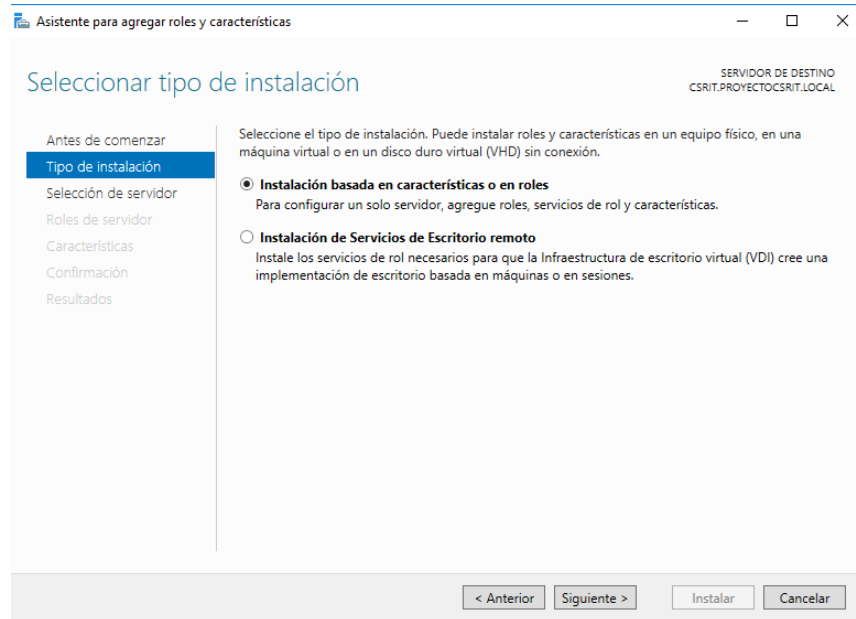 Asistente para agregar roles y características
Seleccionar tipo de instalación
SERVIDOR DE DESTINO
CSRIT.PROYECTOCSRIT.LOCAL
Antes de comenzar
Tipo de instalación
Selección de servidor
Roles de servidor
Características
Confirmación
Resultados
Seleccione el tipo de instalación. Puede instalar roles y características en un equipo físico, en una
máquina virtual o en un disco duro virtual (VHD) sin conexión.
Instalación basada en características o en roles
Para configurar un solo servidor, agregue roles, servicios de rol y características.
Instalación de Servicios de Escritorio remoto
Instale los servicios de rol necesarios para que la Infraestructura de escritorio virtual (VDI) cree una
implementación de escritorio basada en máquinas o en sesiones.
< Anterior Siguiente > Instalar Cancelar